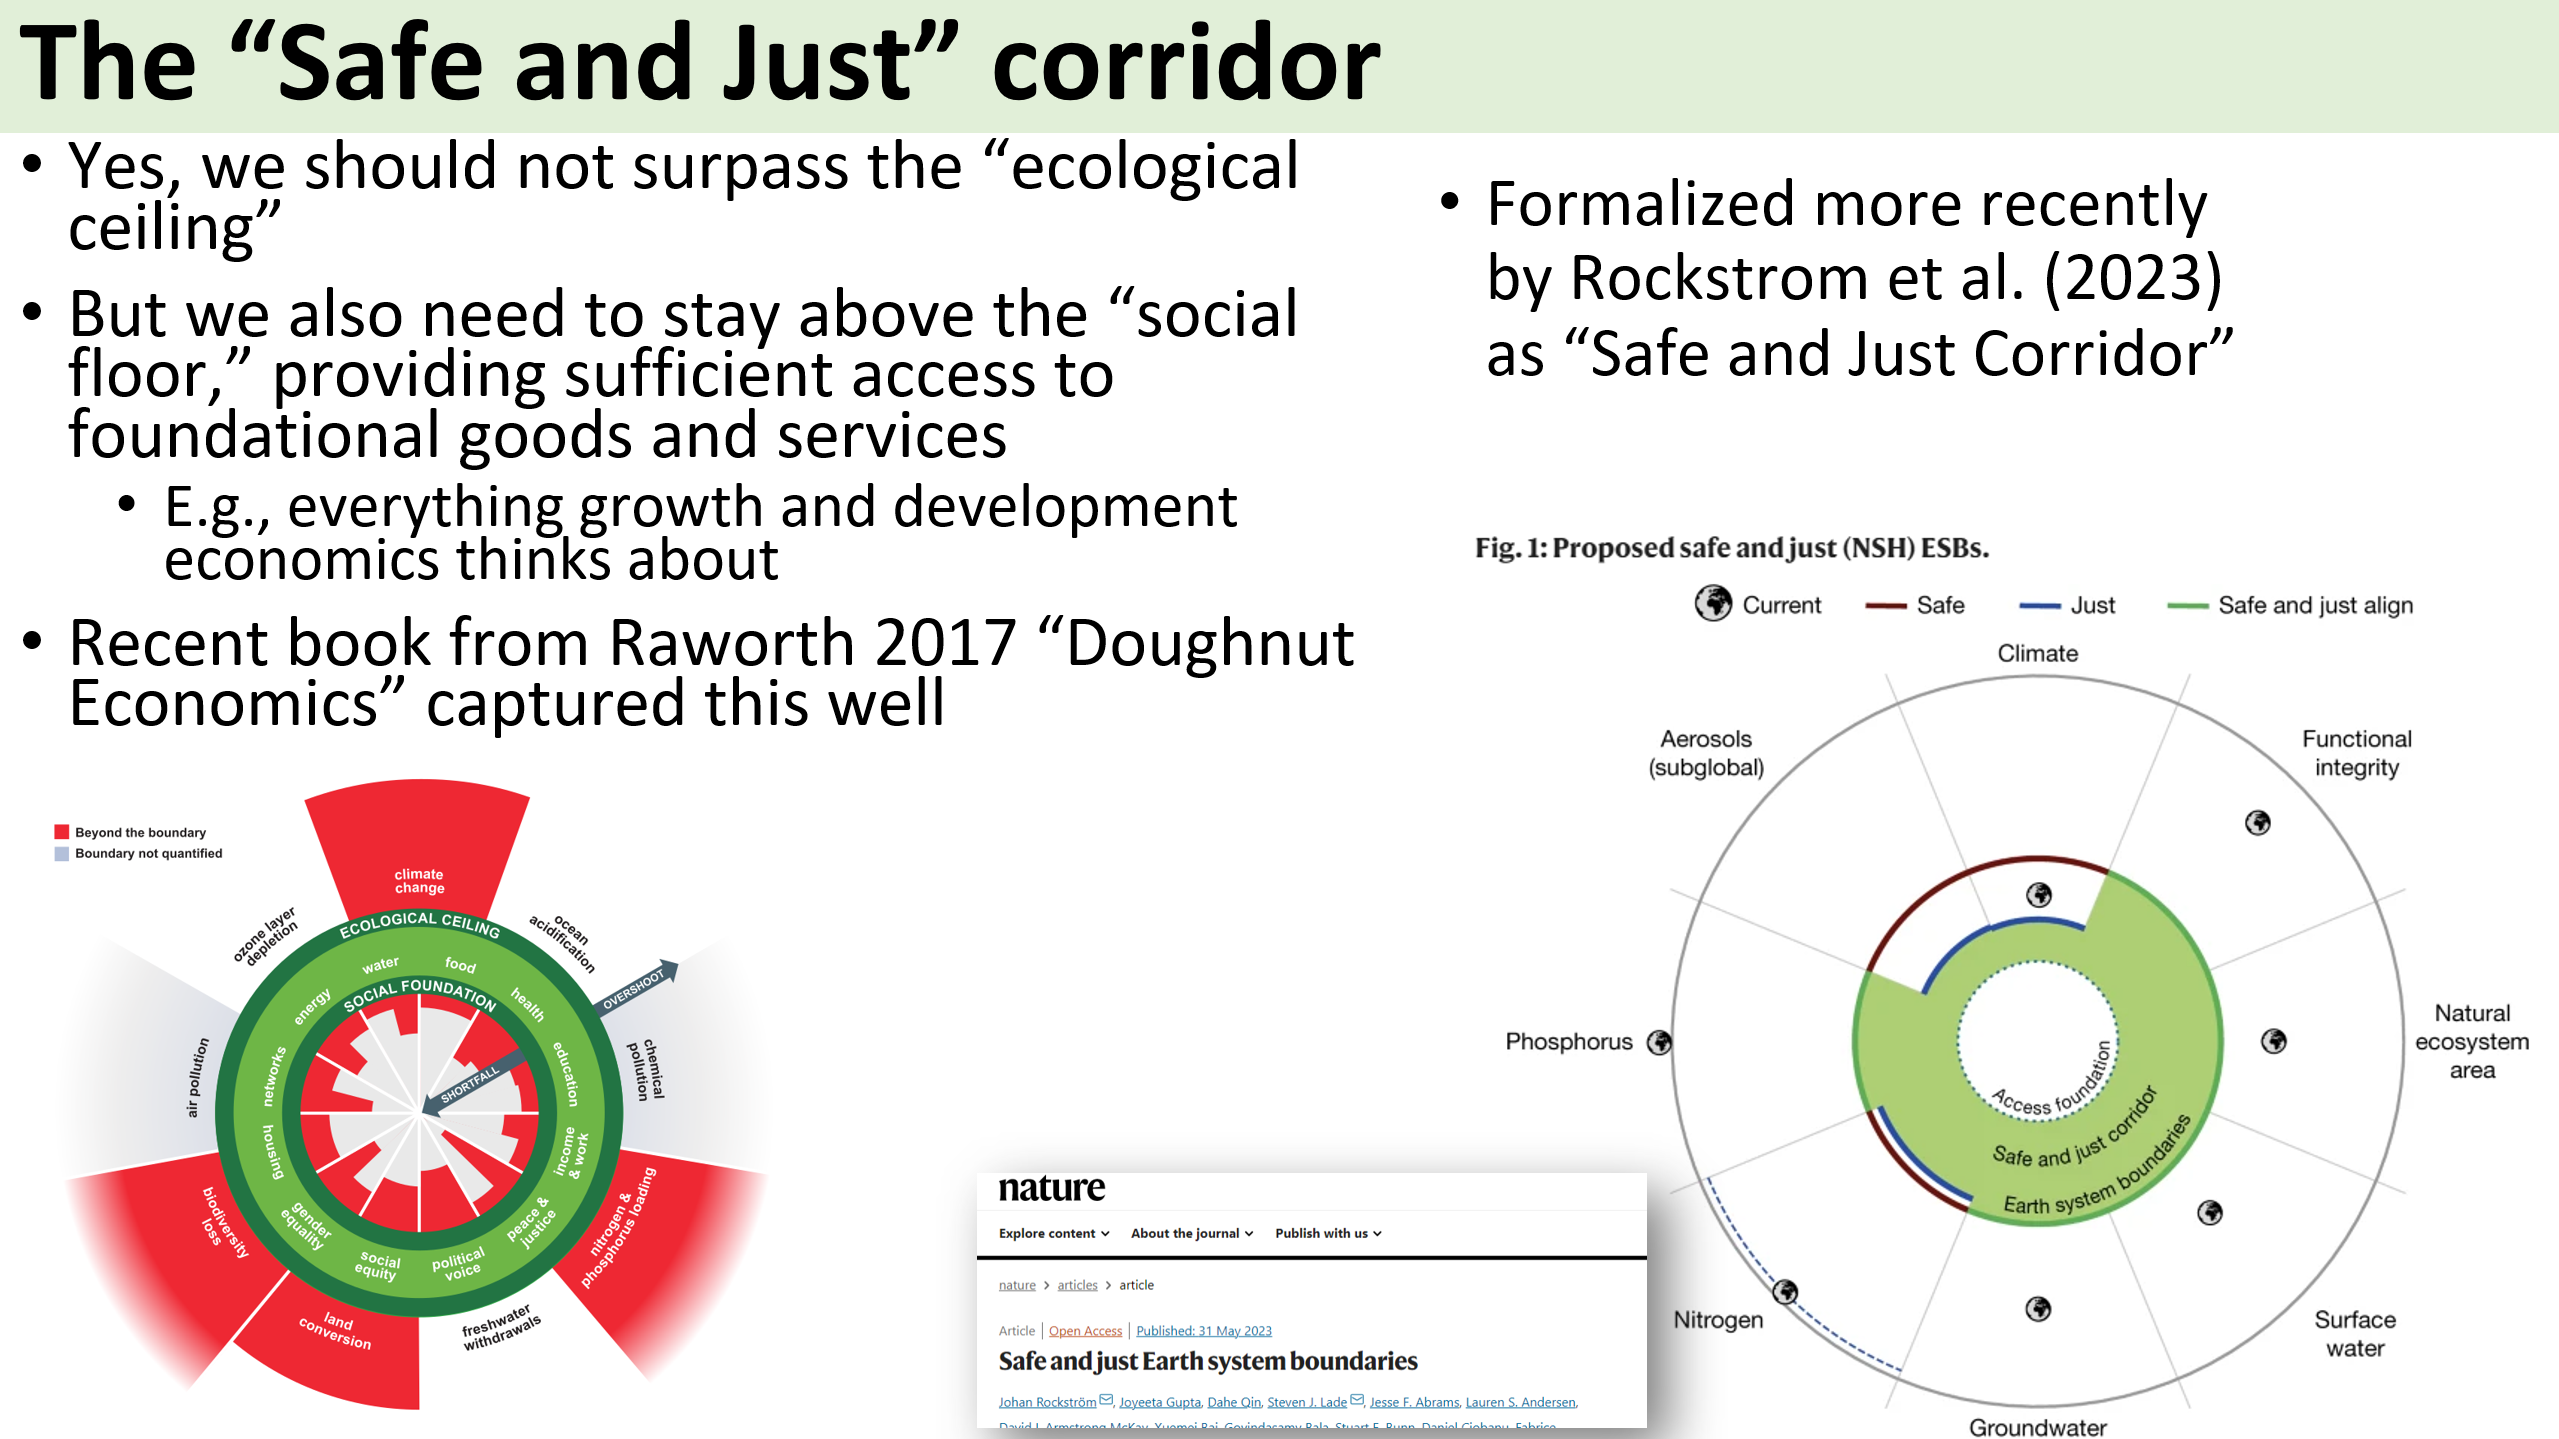 The “Safe and Just” corridor
• Yes, we should not surpass the “ecological
ceiling”
• But we also need to stay above the “social
floor,” providing sufficient access to
foundational goods and services
• E.g., everything growth and development
economics thinks about
• Recent book from Raworth 2017 “Doughnut
Economics” captured this well
• Formalized more recently
by Rockstrom et al. (2023)
as “Safe and Just Corridor”
Beyond the boundary
Boundary not quantified
climate
change
ozone layer
depletion
ocean
acidification
ECOLOGICAL CEILING
OVERSHOOT
water
food
energy
health
SOCIAL FOUNDATION
SHORTFALL
networks
education
air pollution
chemical
pollution
housing
income
& work
biodiversity
loss
gender
equality
peace &
justice
nitrogen &
phosphorus loading
social
equity
political
voice
land
conversion
freshwater
withdrawals
nature
Explore content
About the journal
Publish with us
nature > articles > article
Article | Open Access | Published: 31 May 2023
Safe and just Earth system boundaries
Johan Rockström, Joyeeta Gupta, Dahe Qin, Steven J. Lade, Jesse F. Abrams, Lauren S. Andersen,
David I. Armstrong McKay, Xuemei Bai, Govindasamy Bala, Stuart E. Bunn, Daniel Ciobanu, Fabrice
Fig. 1: Proposed safe and just (NSH) ESBs.
Current
Safe
Just
Safe and just align
Climate
Aerosols
(subglobal)
Functional
integrity
Phosphorus
Natural
ecosystem
area
Access foundation
Safe and just corridor
Earth system boundaries
Nitrogen
Surface
water
Groundwater